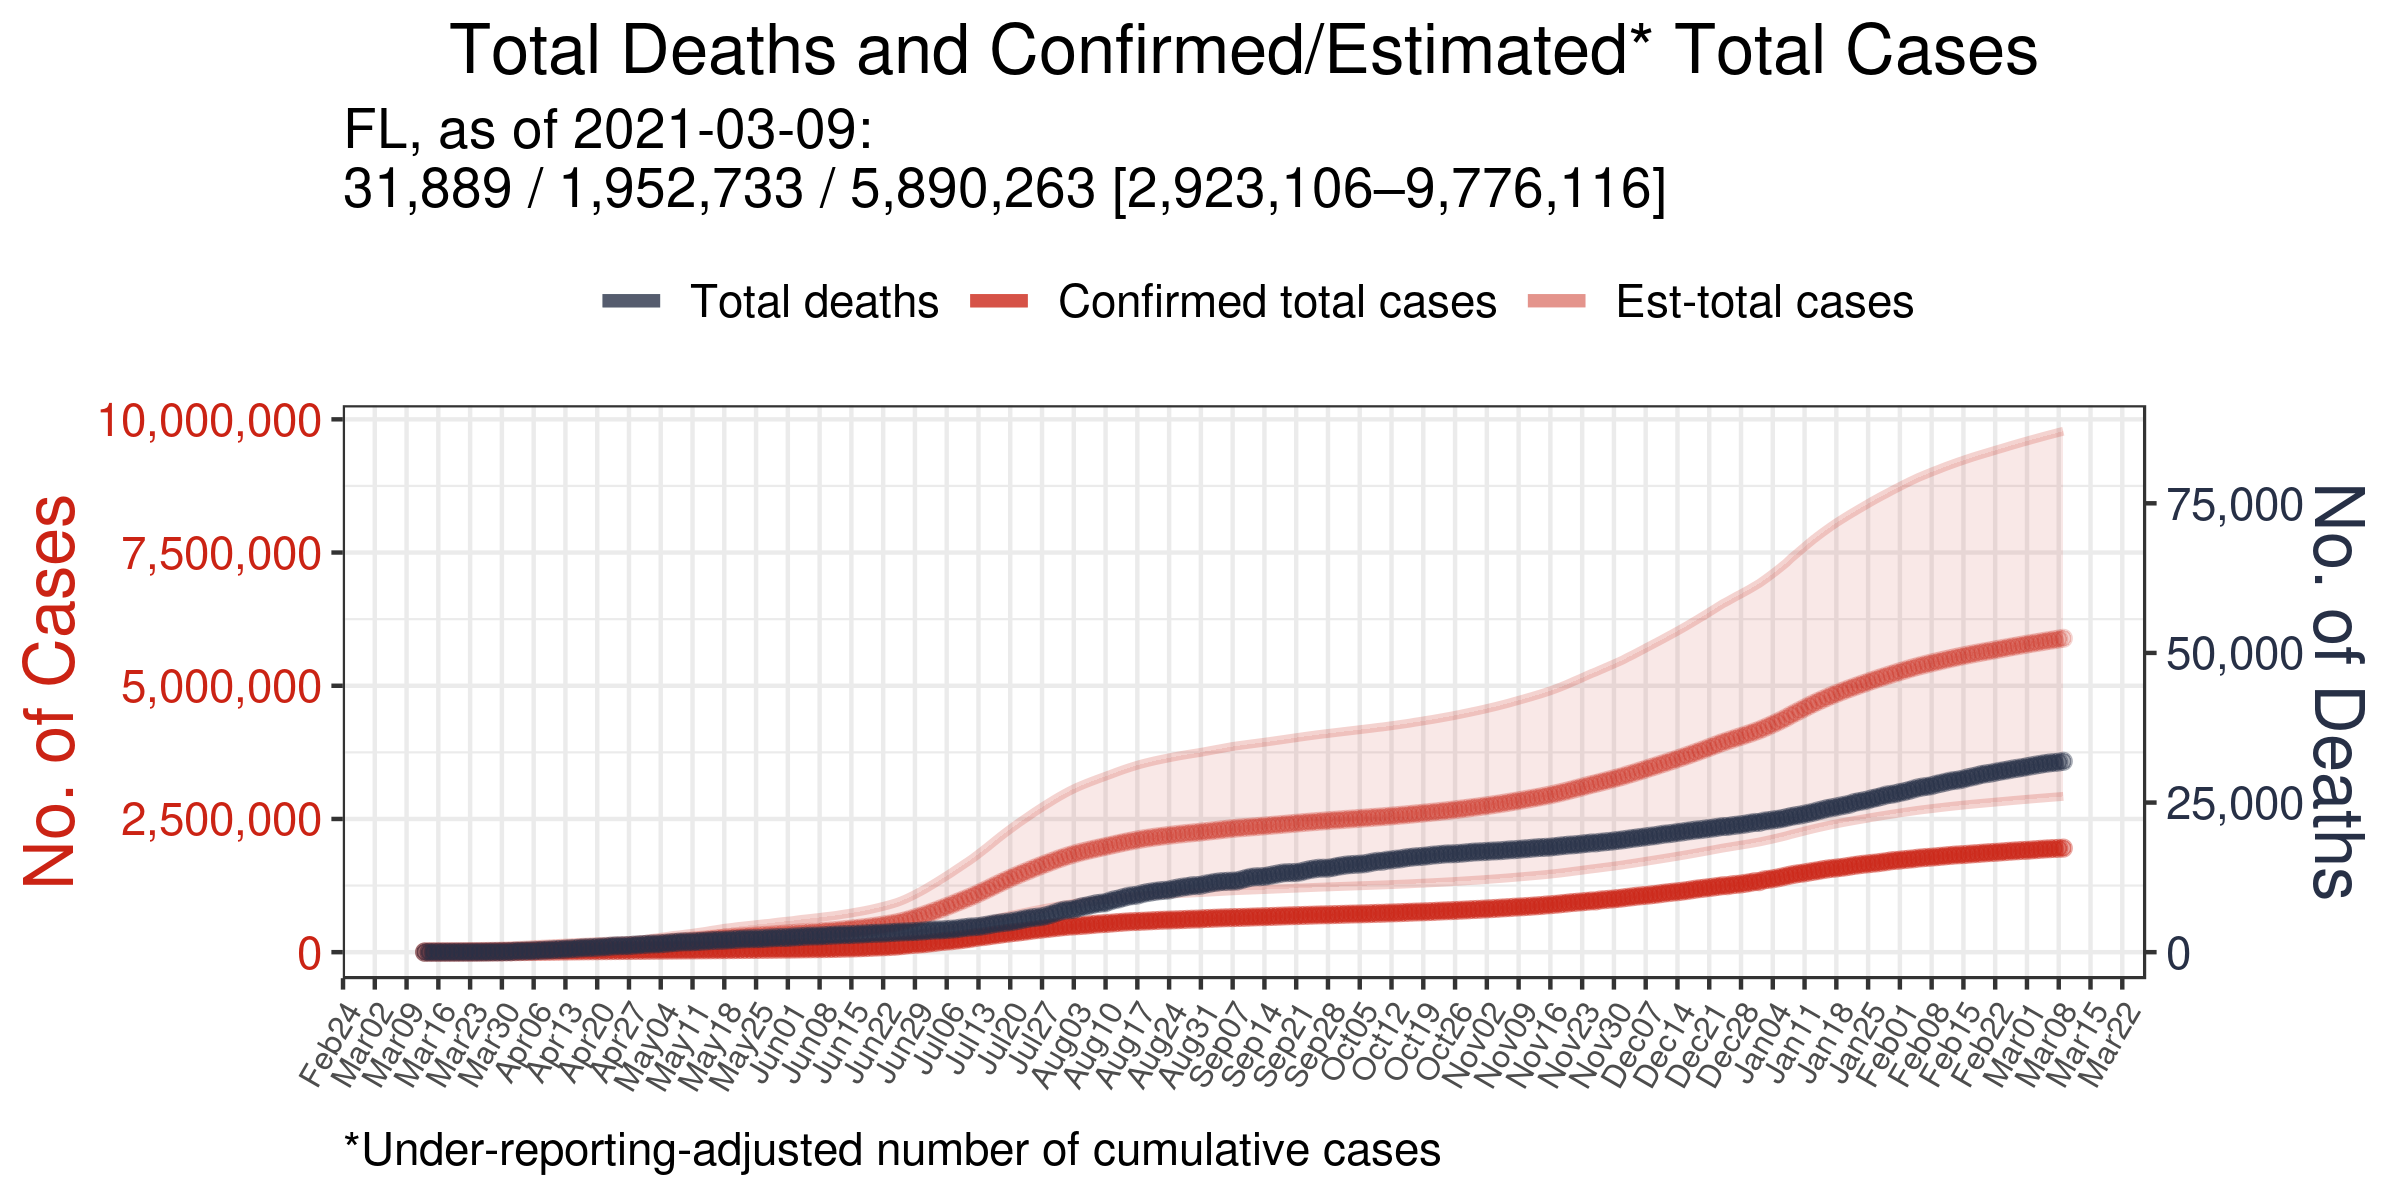 Total Deaths and Confirmed/Estimated* Total Cases
FL, as of 2021-03-09:
31,889 / 1,952,733 / 5,890,263 [2,923,106–9,776,116]
Total deaths Confirmed total cases Est-total cases
No. of Cases
10,000,000
7,500,000
5,000,000
2,500,000
0
75,000
50,000
25,000
0
No. of Deaths
Feb24 Mar02 Mar09 Mar16 Mar23 Mar30 Apr06 Apr13 Apr20 Apr27 May04 May11 May18 May25 Jun01 Jun08 Jun15 Jun22 Jun29 Jul06 Jul13 Jul20 Jul27 Aug03 Aug10 Aug17 Aug24 Aug31 Sep07 Sep14 Sep21 Sep28 Oct05 Oct12 Oct19 Oct26 Nov02 Nov09 Nov16 Nov23 Nov30 Dec07 Dec14 Dec21 Dec28 Jan04 Jan11 Jan18 Jan25 Feb01 Feb08 Feb15 Feb22 Mar01 Mar08 Mar15 Mar22
*Under-reporting-adjusted number of cumulative cases